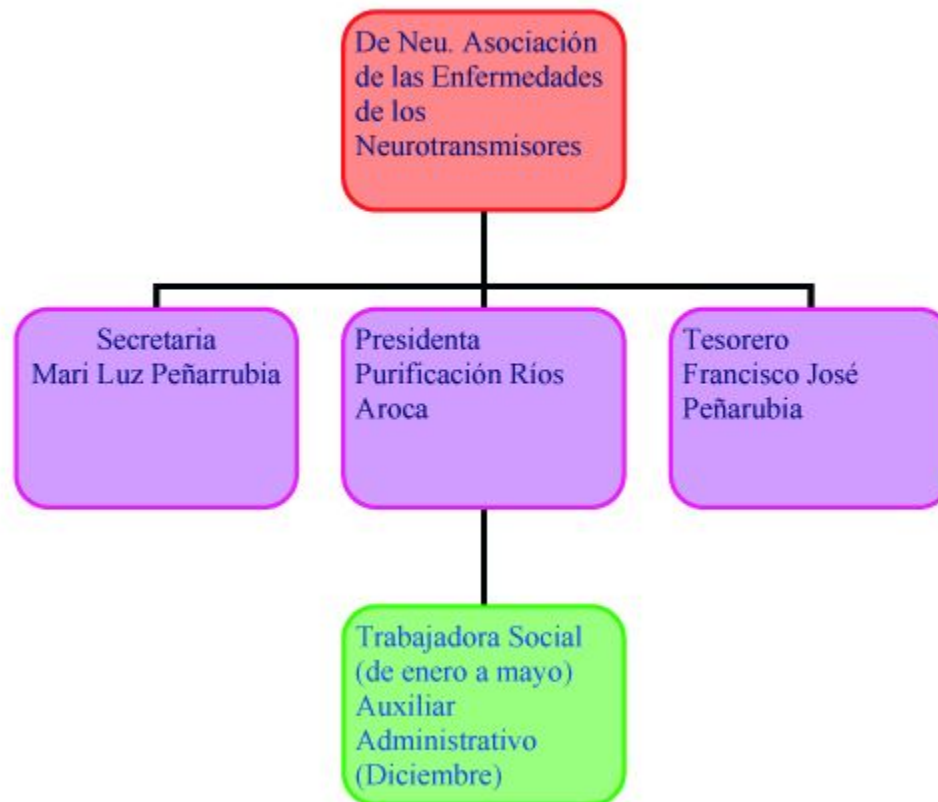 De Neu. Asociación
de las Enfermedades
de los
Neurotransmisores
Secretaria
Mari Luz Peñarrubia
Presidenta
Purificación Ríos
Aroca
Tesorero
Francisco José
Peñarubia
Trabajadora Social
(de enero a mayo)
Auxiliar
Administrativo
(Diciembre)